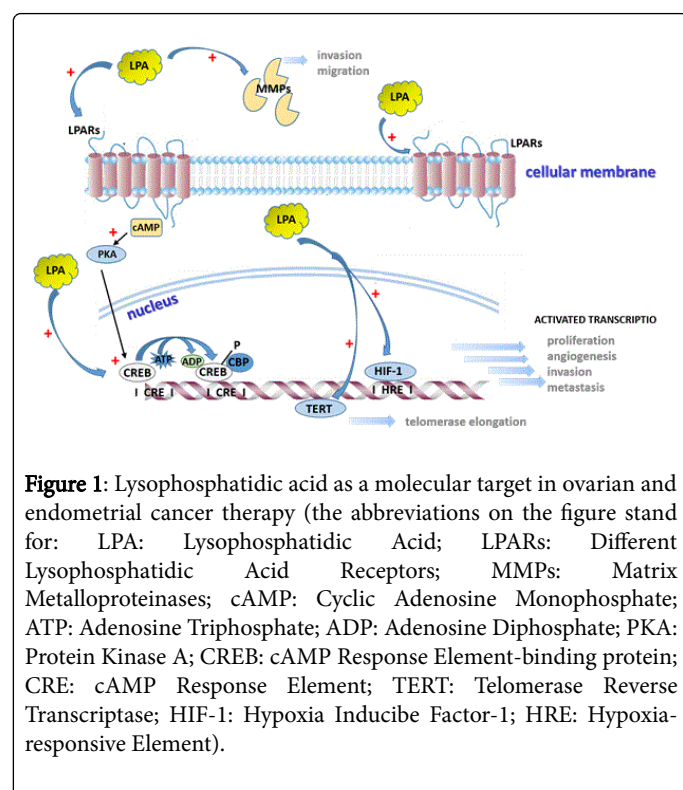 LPA
+
+
MMPs
invasion
migration
LPARs
LPA
+
LPARs
cellular membrane
cAMP
+
PKA
LPA
LPA
+
nucleus
+
+
ACTIVATED TRANSCRIPTIO
proliferation
angiogenesis
invasion
metastasis
P
ATP
ADP
CREB
CREB
CBP
+
HIF-1
I CRE I
I CRE I
I HRE I
TERT
telomerase elongation
Figure 1: Lysophosphatidic acid as a molecular target in ovarian and
endometrial cancer therapy (the abbreviations on the figure stand
for: LPA: Lysophosphatidic Acid; LPARs: Different
Lysophosphatidic Acid Receptors; MMPs: Matrix
Metalloproteinases; cAMP: Cyclic Adenosine Monophosphate;
ATP: Adenosine Triphosphate; ADP: Adenosine Diphosphate; PKA:
Protein Kinase A; CREB: cAMP Response Element-binding protein;
CRE: cAMP Response Element; TERT: Telomerase Reverse
Transcriptase; HIF-1: Hypoxia Inducibe Factor-1; HRE: Hypoxia-
responsive Element).